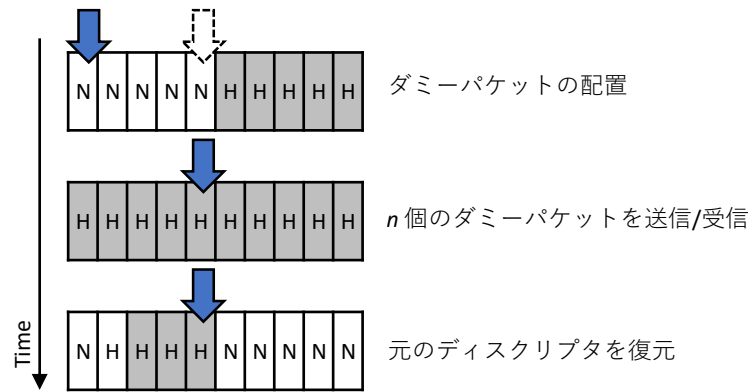 N N N N N H H H H H
ダミーパケットの配置
H H H H H H H H H H
n 個のダミーパケットを送信/受信
N H H H H N N N N N
元のディスクリプタを復元
Time